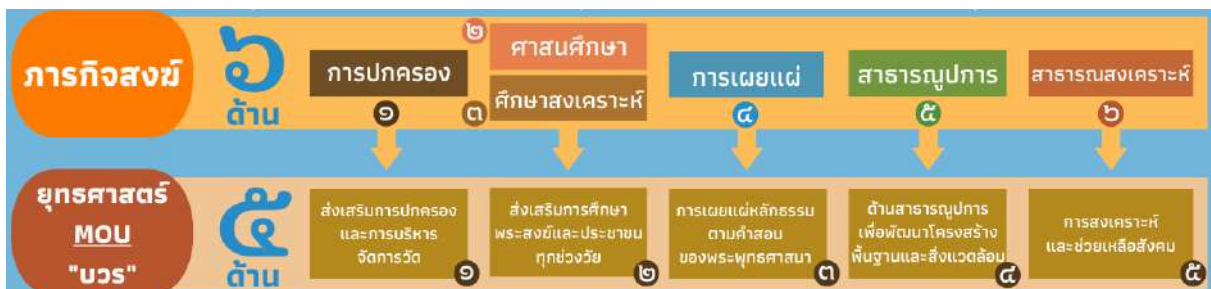 ภารกิจสงฆ์
๖
ด้าน
การปกครอง
๑
๒
ศาสนศึกษา
๓
ศึกษาสงเคราะห์
การเผยแผ่
๔
สาธารณูปการ
๕
สาธารณสงเคราะห์
๖
ยุทธศาสตร์
MOU
"บวร"
๕
ด้าน
ส่งเสริมการปกครอง
และการบริหาร
จัดการวัด
๑
ส่งเสริมการศึกษา
พระสงฆ์และประชาชน
ทุกช่วงวัย
๒
การเผยแผ่หลักธรรม
ตามคำสอน
ของพระพุทธศาสนา
๓
ด้านสาธารณูปการ
เพื่อพัฒนาโครงสร้าง
พื้นฐานและสิ่งแวดล้อม
๔
การสงเคราะห์
และช่วยเหลือสังคม
๕